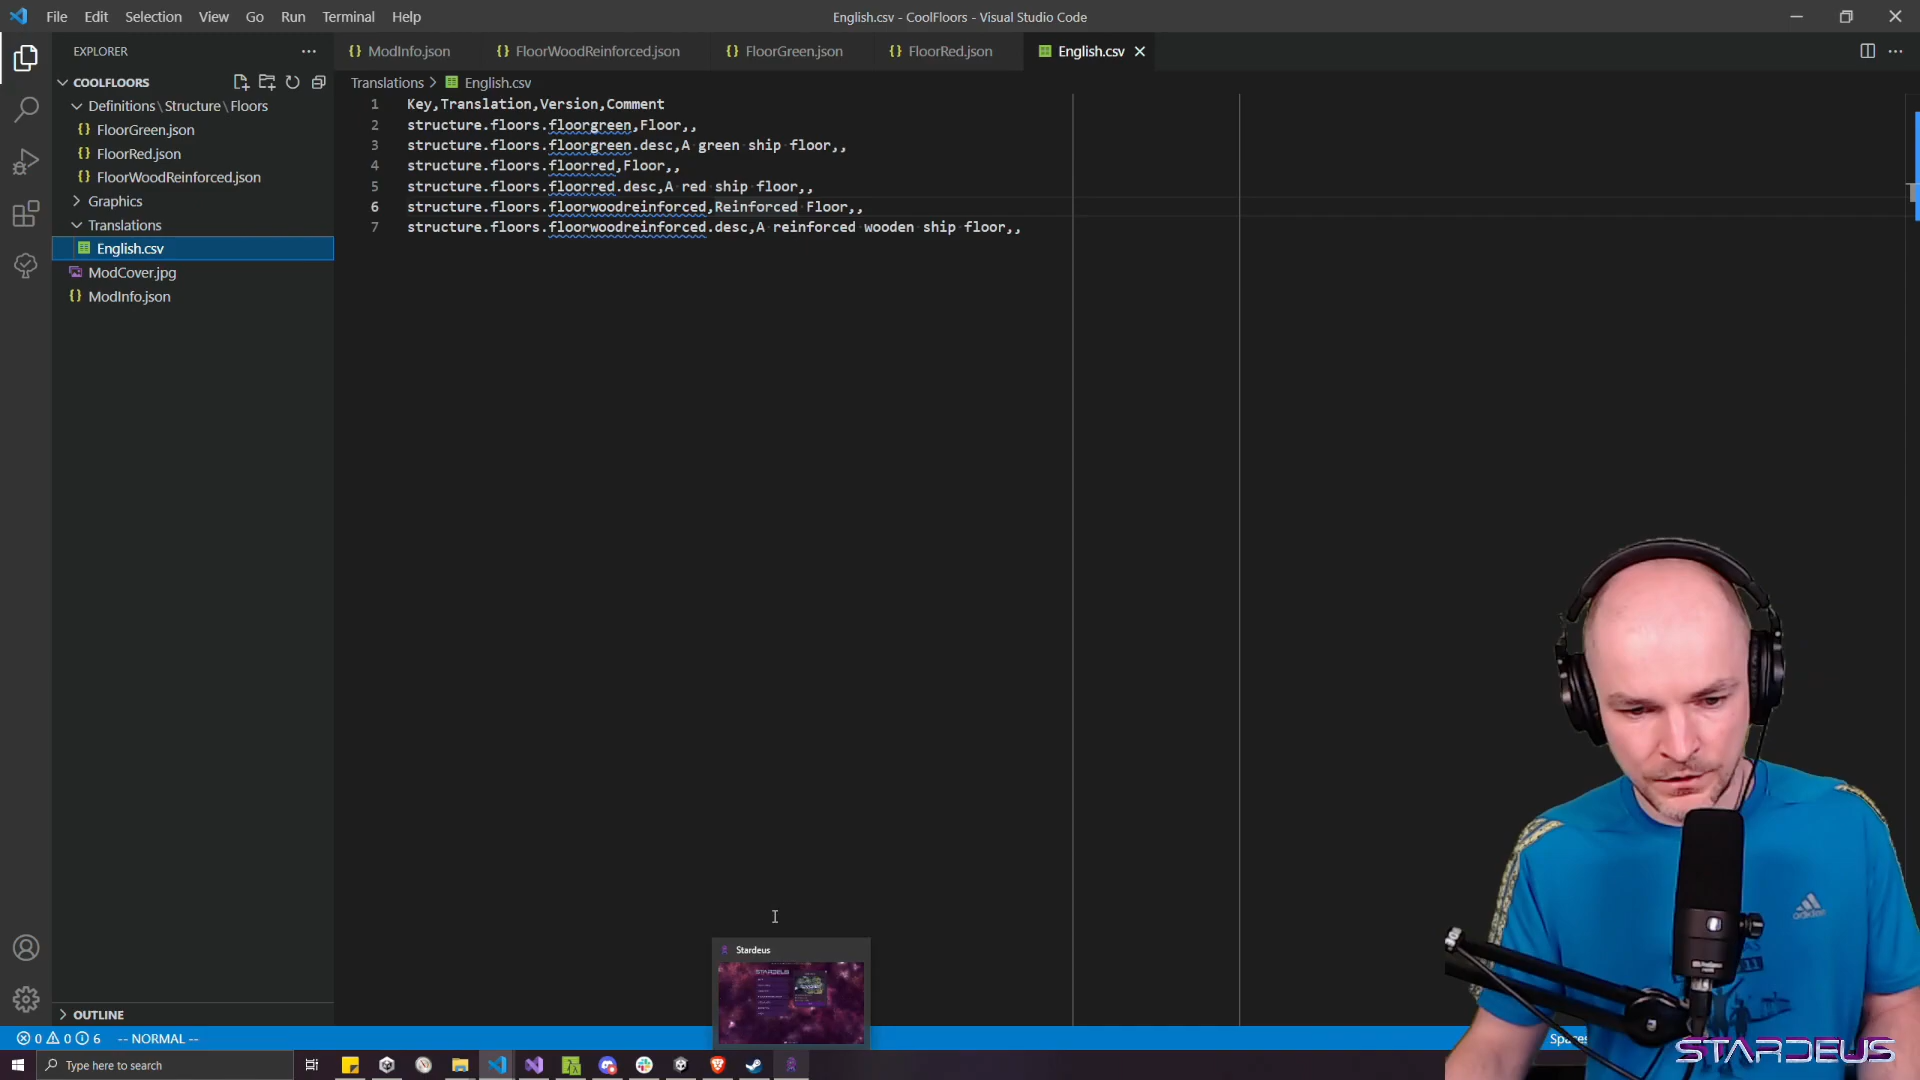 File Edit Selection View Go Run Terminal Help
English.csv - CoolFloors - Visual Studio Code
EXPLORER
ModInfo.json FloorWoodReinforced.json FloorGreen.json FloorRed.json English.csv
COOLFLOORS
Translations > English.csv
Definitions\Structure\Floors
FloorGreen.json
FloorRed.json
FloorWoodReinforced.json
Graphics
Translations
English.csv
ModCover.jpg
ModInfo.json
1 Key,Translation,Version,Comment
2 structure.floors.floorgreen,Floor,,
3 structure.floors.floorgreen.desc,A green ship floor,,
4 structure.floors.floorred,Floor,,
5 structure.floors.floorred.desc,A red ship floor,,
6 structure.floors.floorwoodreinforced,Reinforced Floor,,
7 structure.floors.floorwoodreinforced.desc,A reinforced wooden ship floor,,
Stardeus
STARDEUS
OUTLINE
0 0 6 -- NORMAL --
Spaces
Type here to search
STARDEUS